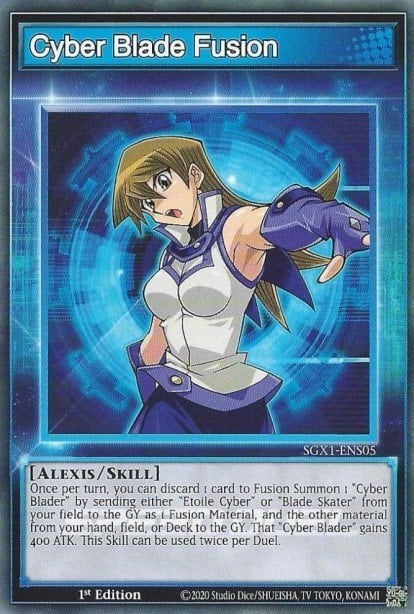 Cyber Blade Fusion
SGX1-ENS05
[ALEXIS/SKILL]
Once per turn, you can discard 1 card to Fusion Summon 1 "Cyber
Blader" by sending either "Etoile Cyber" or "Blade Skater" from
your field to the GY as 1 Fusion Material, and the other material
from your hand, field, or Deck to the GY. That "Cyber Blader" gains
400 ATK. This Skill can be used twice per Duel.
1st Edition
©2020 Studio Dice/SHUEISHA, TV TOKYO, KONAMI